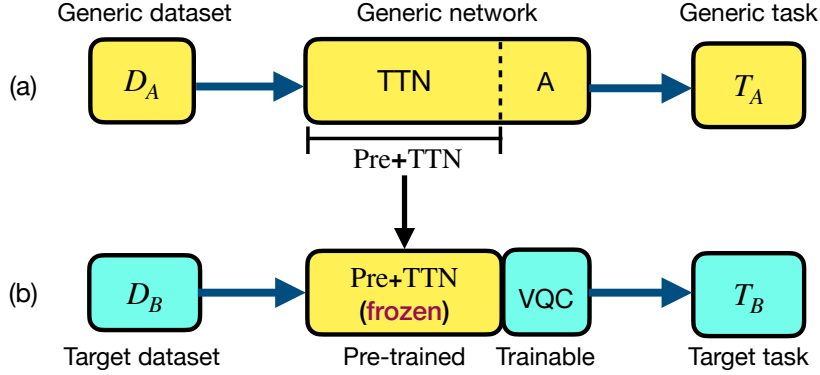 Generic dataset
Generic network
Generic task
(a)
D_A
TTN
A
T_A
Pre+TTN
(b)
D_B
Pre+TTN
(frozen)
VQC
T_B
Target dataset
Pre-trained
Trainable
Target task